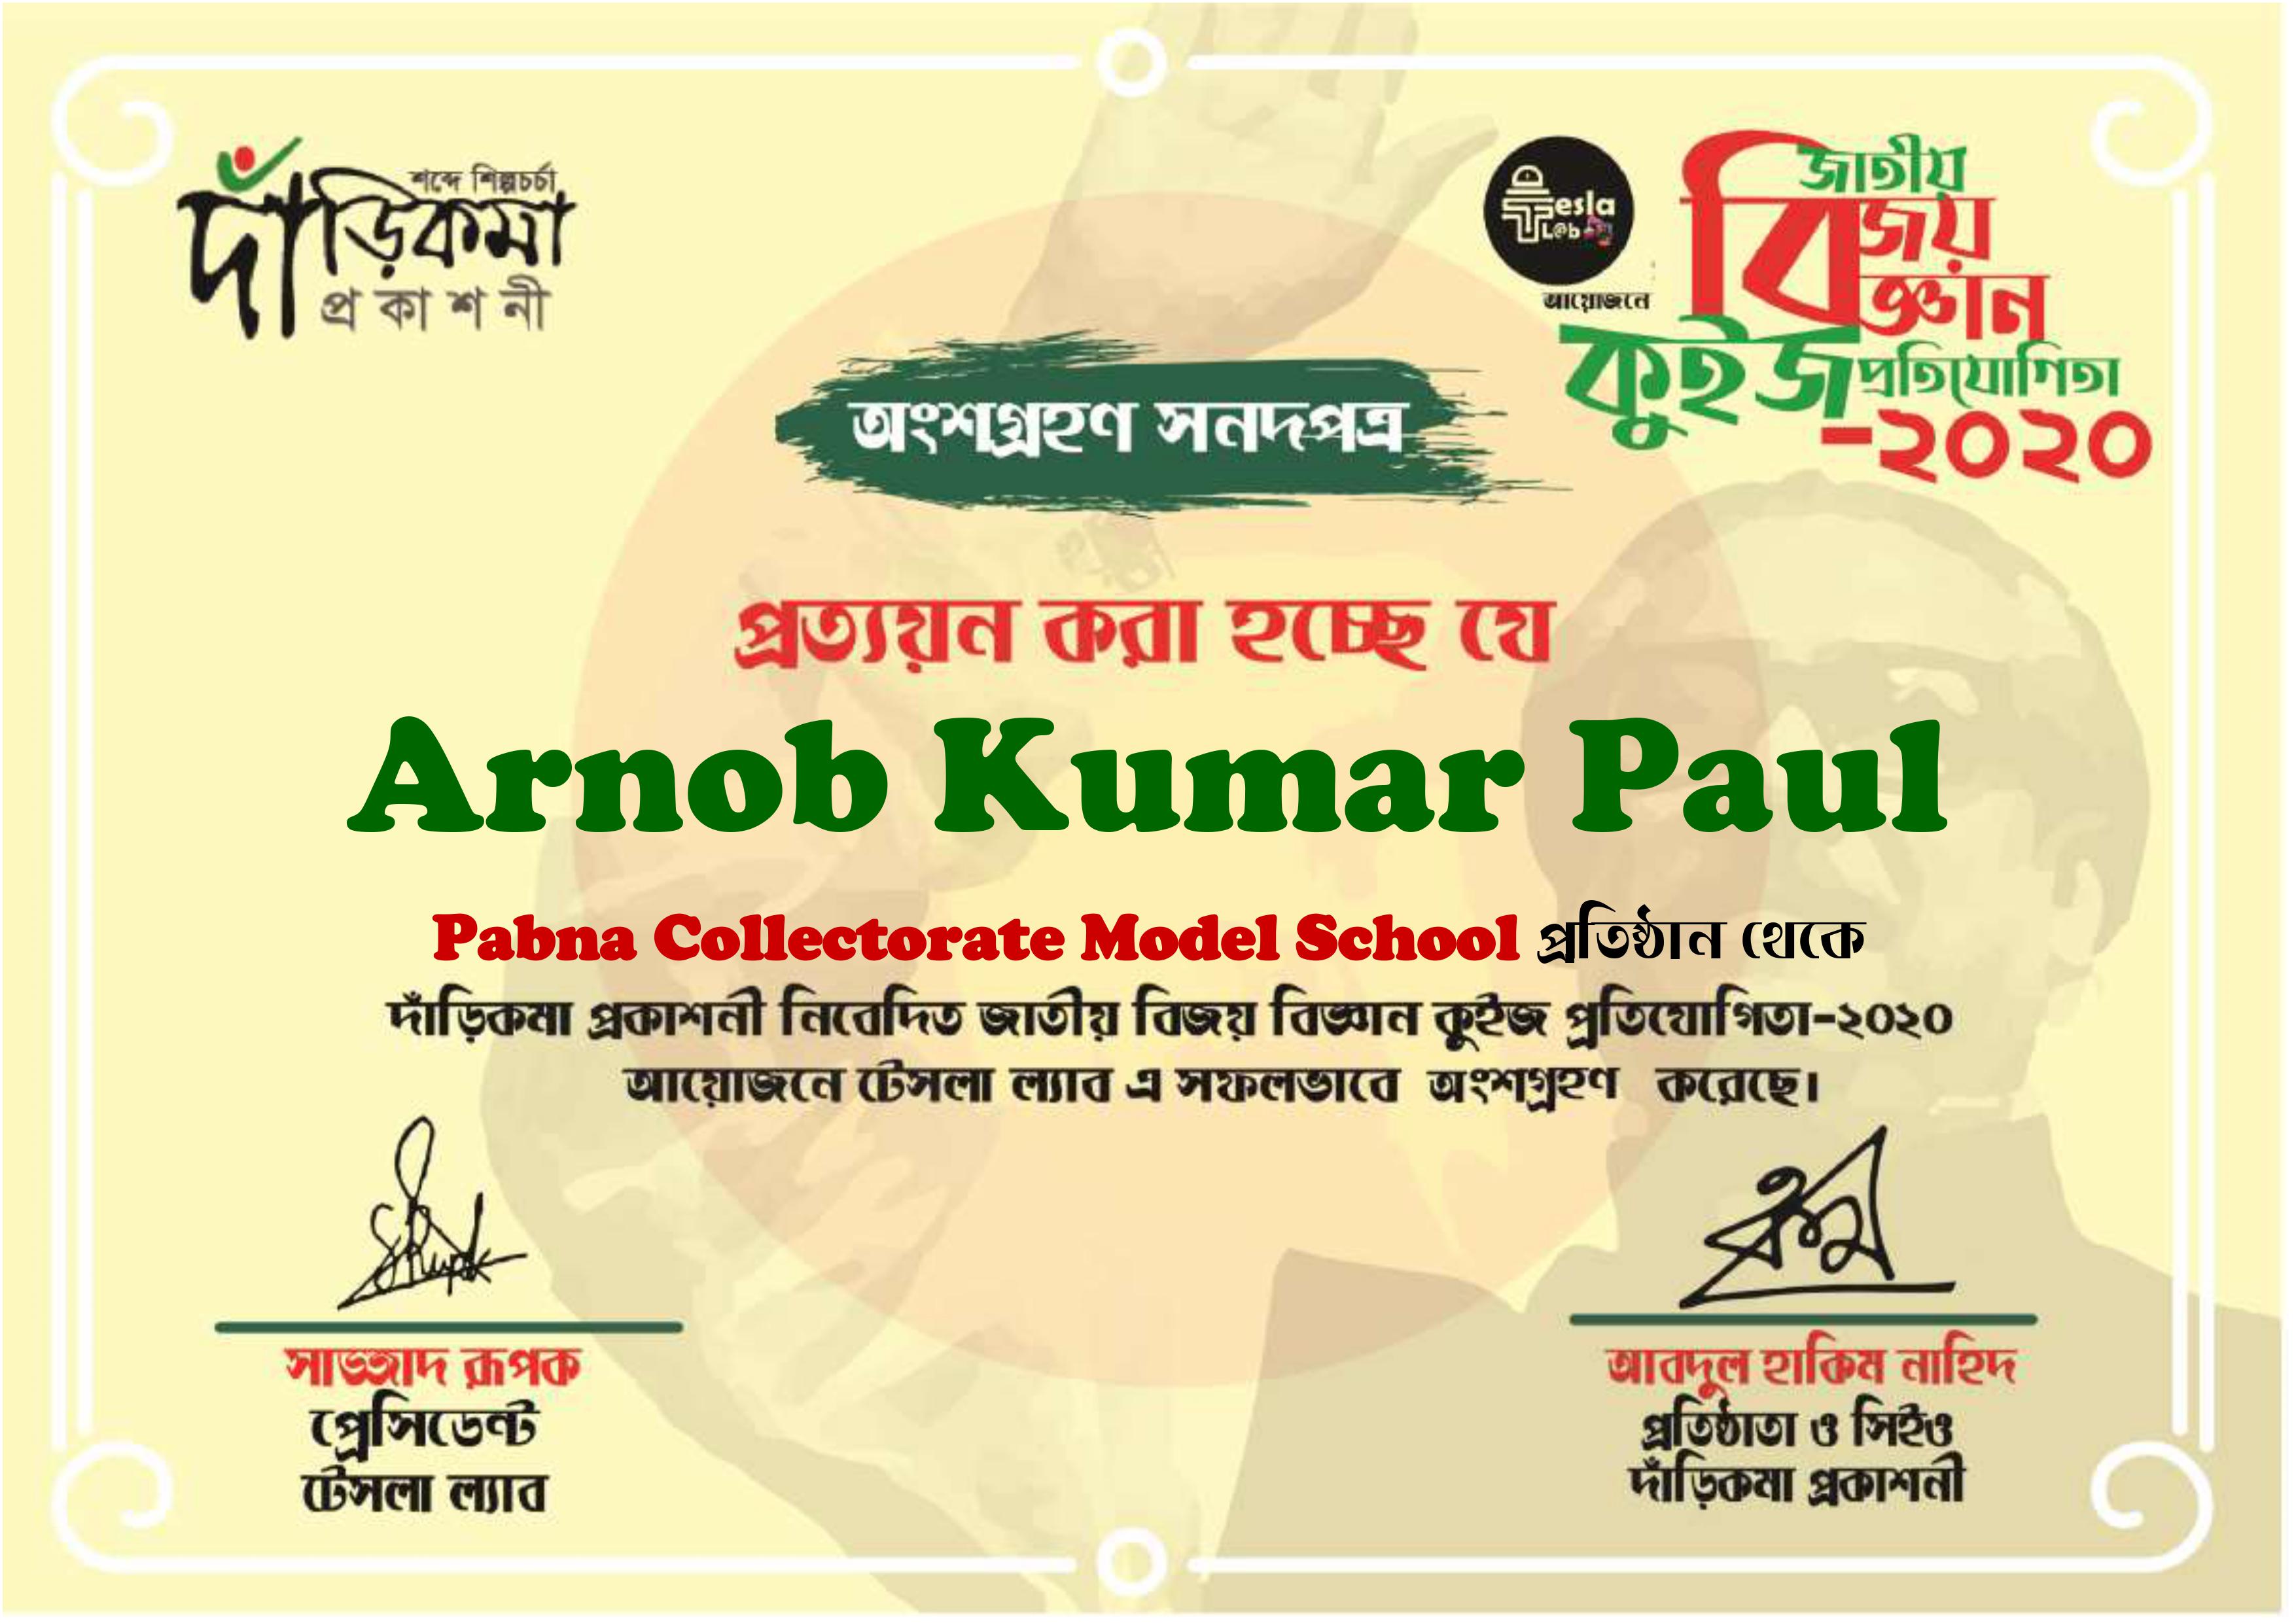 শব্দে শিল্পচর্চা
দাঁড়িকমা
প্রকাশনী
Tesla
L@b
আয়োজনে
জাতীয়
বিজয়
বিজ্ঞান
কুইজ প্রতিযোগিতা
-২০২০
অংশগ্রহণ সনদপত্র
প্রত্যয়ন করা হচ্ছে যে
Arnob Kumar Paul
Pabna Collectorate Model School প্রতিষ্ঠান থেকে
দাঁড়িকমা প্রকাশনী নিবেদিত জাতীয় বিজয় বিজ্ঞান কুইজ প্রতিযোগিতা-২০২০
আয়োজনে টেসলা ল্যাব এ সফলভাবে অংশগ্রহণ করেছে।
সাজ্জাদ রূপক
প্রেসিডেন্ট
টেসলা ল্যাব
আবদুল হাকিম নাহিদ
প্রতিষ্ঠাতা ও সিইও
দাঁড়িকমা প্রকাশনী